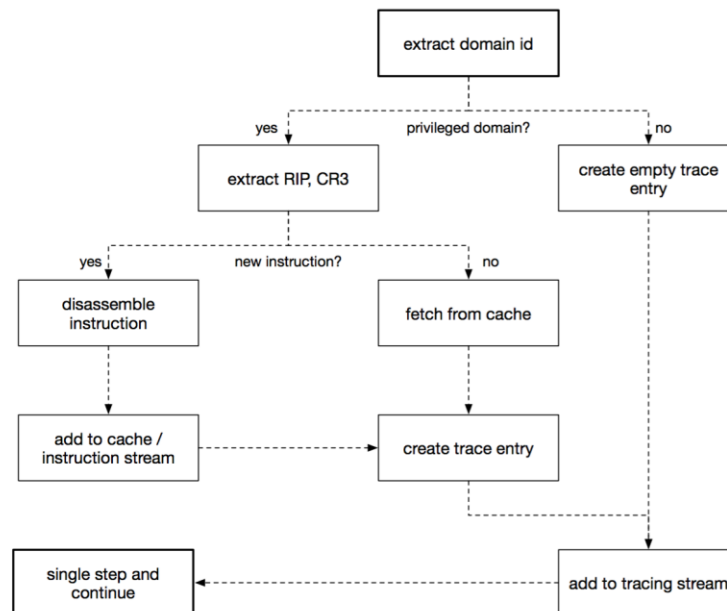 extract domain id
yes
privileged domain?
no
extract RIP, CR3
create empty trace
entry
yes
new instruction?
no
disassemble
instruction
fetch from cache
add to cache /
instruction stream
create trace entry
single step and
continue
add to tracing stream